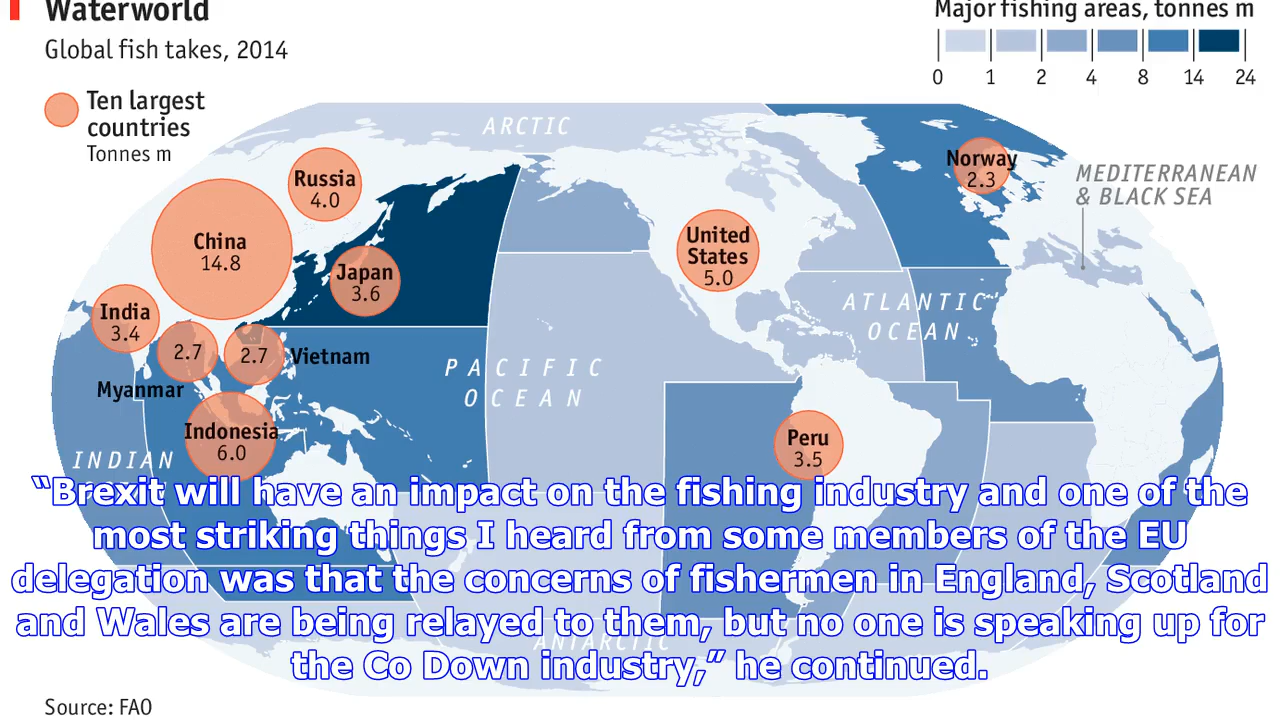 Waterworld
Global fish takes, 2014
Ten largest
countries
Tonnes m
Major fishing areas, tonnes m
0 1 2 4 8 14 24
ARCTIC
Norway
2.3
MEDITERRANEAN
& BLACK SEA
Russia
4.0
China
14.8
United
States
5.0
Japan
3.6
India
3.4
ATLANTIC
OCEAN
2.7
Myanmar
2.7
Vietnam
PACIFIC
OCEAN
Indonesia
6.0
Peru
3.5
INDIAN
“Brexit will have an impact on the fishing industry and one of the
most striking things I heard from some members of the EU
delegation was that the concerns of fishermen in England, Scotland
and Wales are being relayed to them, but no one is speaking up for
the Co Down industry,” he continued.
ANTARCTIC
Source: FAO